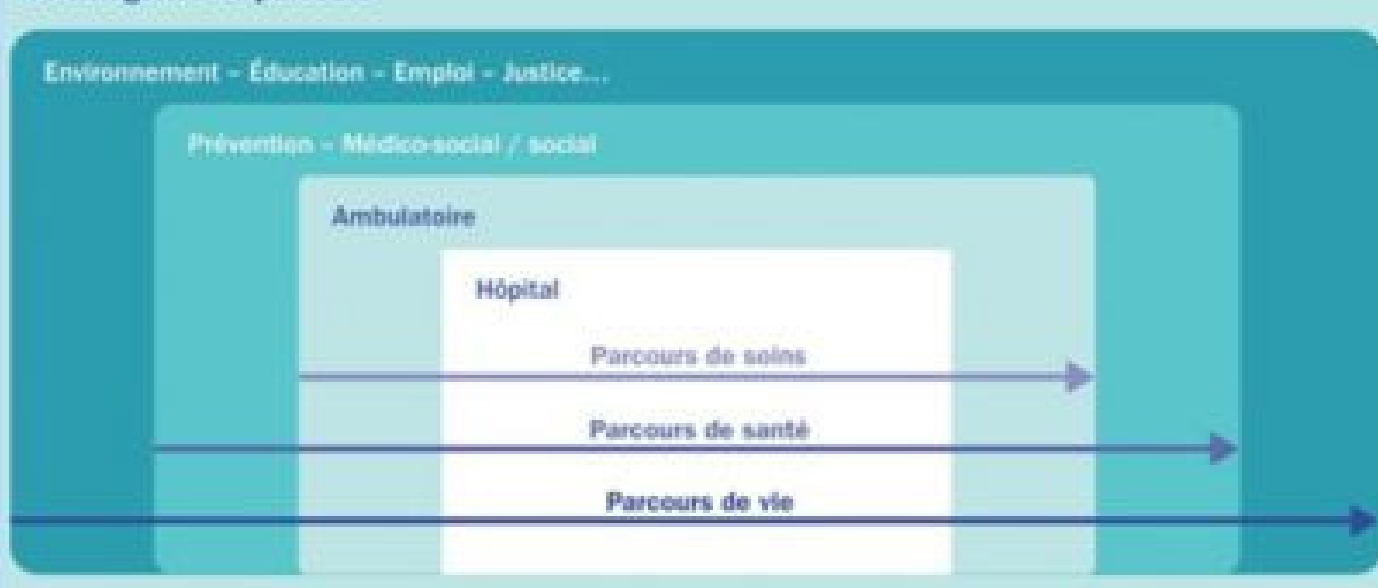 Environnement – Éducation – Emploi – Justice...
Prévention – Médico-social / social
Ambulatoire
Hôpital
Parcours de soins
Parcours de santé
Parcours de vie